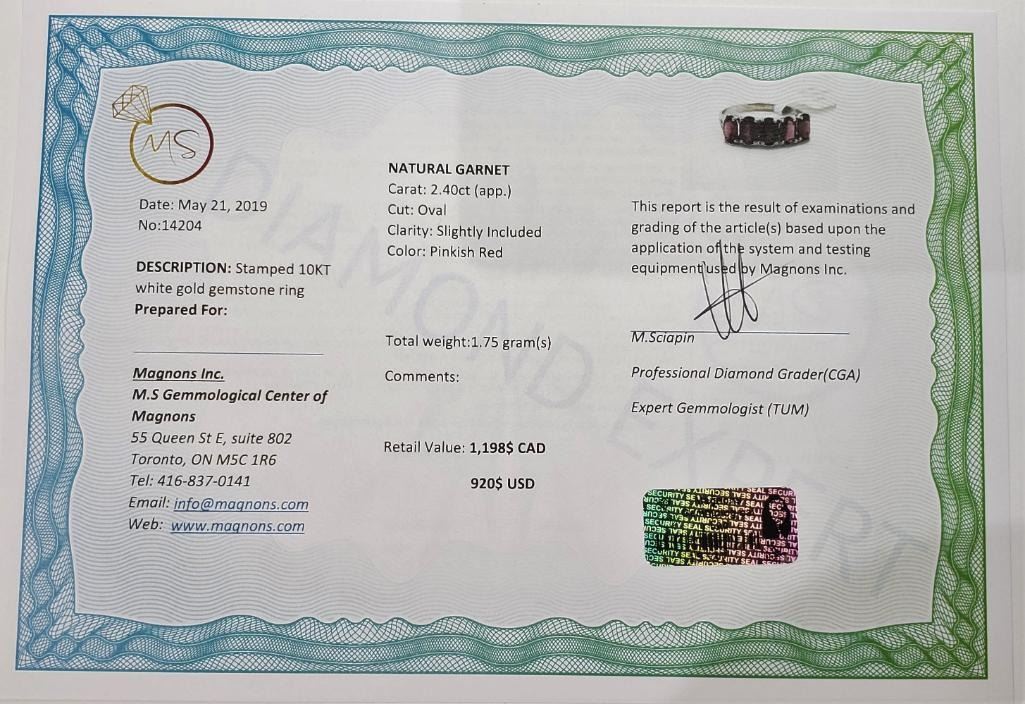 MS
Date: May 21, 2019
No:14204
DESCRIPTION: Stamped 10KT
white gold gemstone ring
Prepared For:
Magnons Inc.
M.S Gemmological Center of
Magnons
55 Queen St E, suite 802
Toronto, ON M5C 1R6
Tel: 416-837-0141
Email: info@magnons.com
Web: www.magnons.com
NATURAL GARNET
Carat: 2.40ct (app.)
Cut: Oval
Clarity: Slightly Included
Color: Pinkish Red
Total weight:1.75 gram(s)
Comments:
Retail Value: 1,198$ CAD
920$ USD
This report is the result of examinations and
grading of the article(s) based upon the
application of the system and testing
equipment used by Magnons Inc.
M.Sciapin
Professional Diamond Grader(CGA)
Expert Gemmologist (TUM)
DIAMOND EXPERT
SECURITY SEAL SECURITY SEAL SECUR